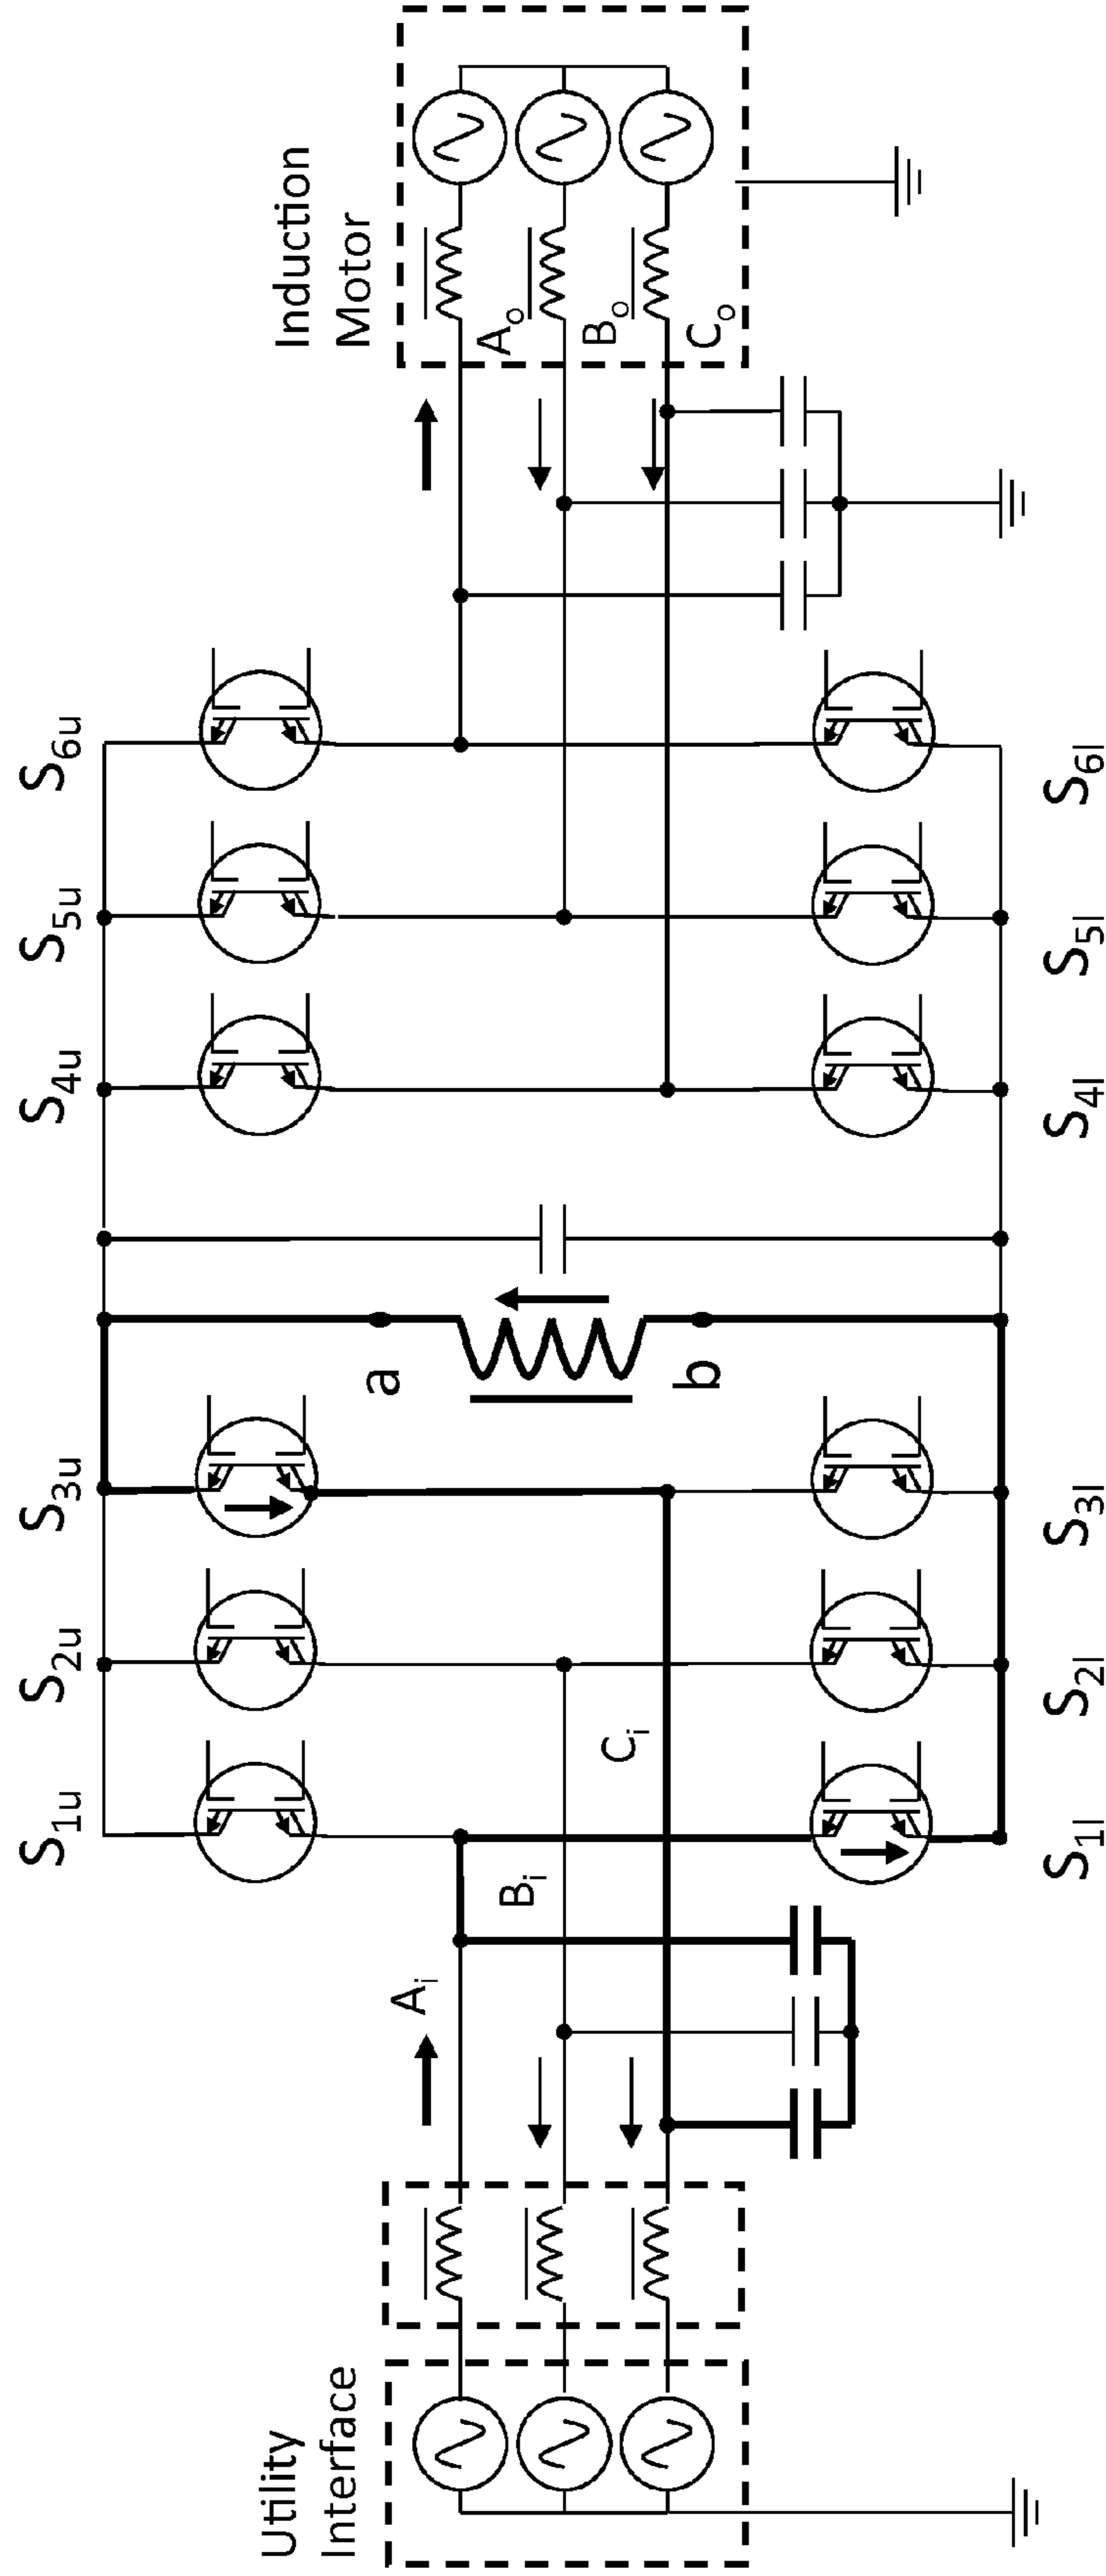 Utility
Interface
Induction
Motor
S1u
S2u
S3u
S4u
S5u
S6u
Ai
Bi
Ci
a
b
Ao
Bo
Co
S1l
S2l
S3l
S4l
S5l
S6l